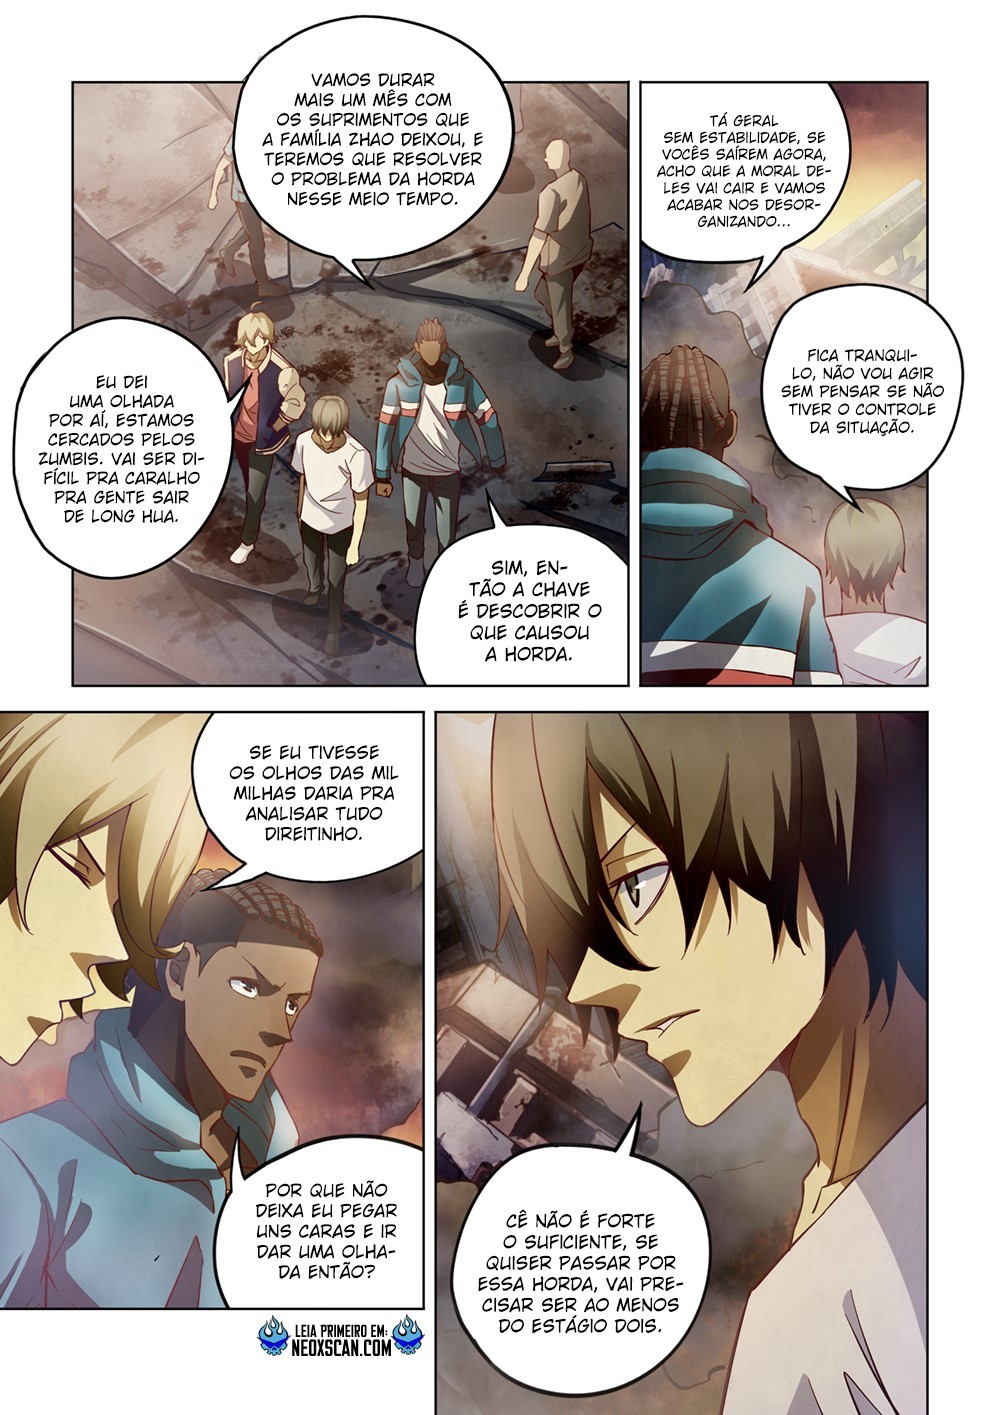 VAMOS DURAR
MAIS UM MÊS COM
OS SUPRIMENTOS QUE
A FAMÍLIA ZHAO DEIXOU, E
TEREMOS QUE RESOLVER
O PROBLEMA DA HORDA
NESSE MEIO TEMPO.
EU DEI
UMA OLHADA
POR AÍ, ESTAMOS
CERCADOS PELOS
ZUMBIS. VAI SER DI-
FÍCIL PRA CARALHO
PRA GENTE SAIR
DE LONG HUA.
SIM, EN-
TÃO A CHAVE
É DESCOBRIR O
QUE CAUSOU
A HORDA.
TÁ GERAL
SEM ESTABILIDADE, SE
VOCÊS SAÍREM AGORA,
ACHO QUE A MORAL DE-
LES VAI CAIR E VAMOS
ACABAR NOS DESOR-
GANIZANDO...
FICA TRANQUI-
LO, NÃO VOU AGIR
SEM PENSAR SE NÃO
TIVER O CONTROLE
DA SITUAÇÃO.
SE EU TIVESSE
OS OLHOS DAS MIL
MILHAS DARIA PRA
ANALISAR TUDO
DIREITINHO.
POR QUE NÃO
DEIXA EU PEGAR
UNS CARAS E IR
DAR UMA OLHA-
DA ENTÃO?
CÊ NÃO É FORTE
O SUFICIENTE, SE
QUISER PASSAR POR
ESSA HORDA, VAI PRE-
CISAR SER AO MENOS
DO ESTÁGIO DOIS.
LEIA PRIMEIRO EM:
NEOXSCAN.COM